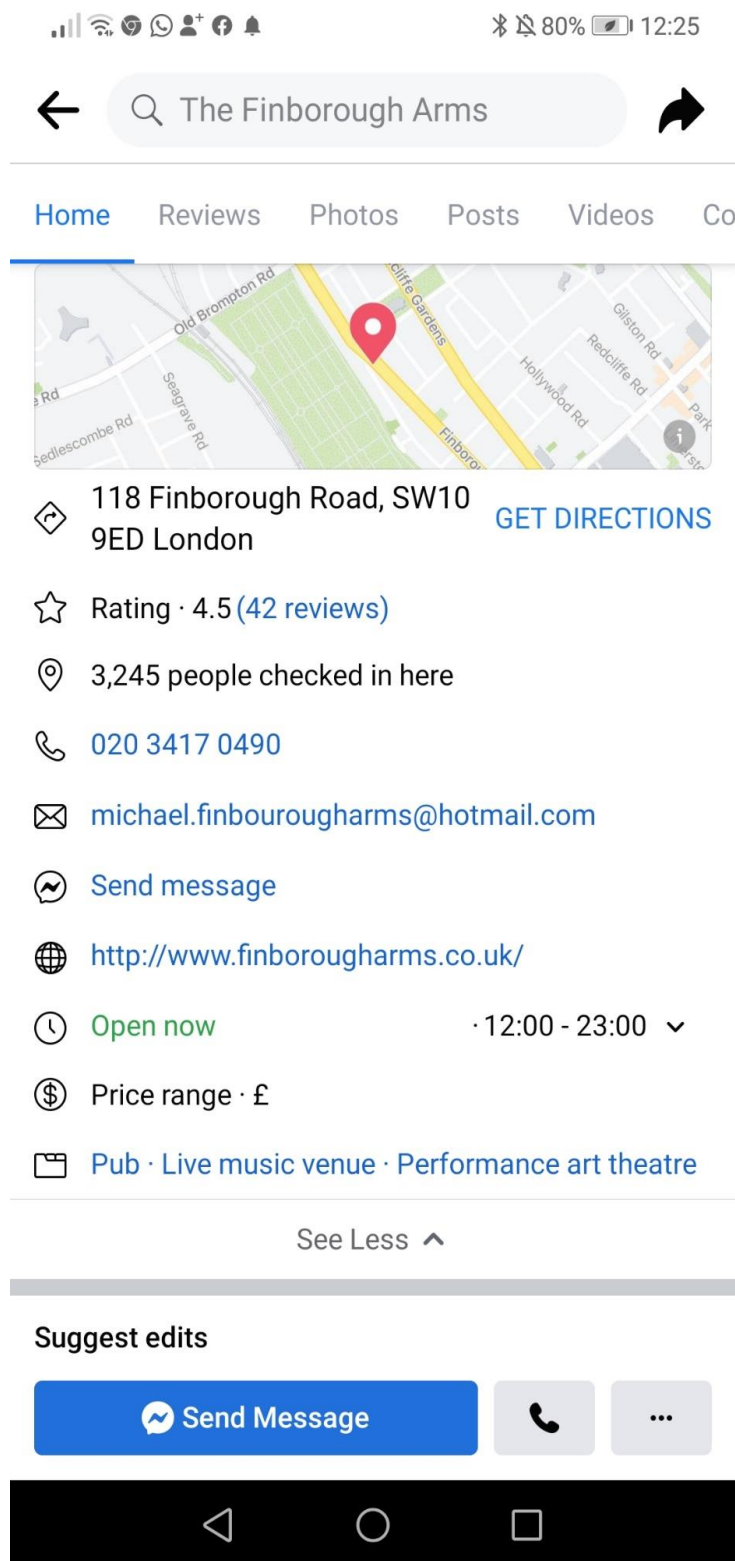 80% 12:25
The Finborough Arms
Home Reviews Photos Posts Videos Co
Old Brompton Rd
cliffe Gardens
Gilston Rd
Redcliffe Rd
Hollywood Rd
Seagrave Rd
e Rd
Sedlescombe Rd
Park
Finborou
118 Finborough Road, SW10
9ED London
GET DIRECTIONS
Rating · 4.5 (42 reviews)
3,245 people checked in here
020 3417 0490
michael.finbourougharms@hotmail.com
Send message
http://www.finborougharms.co.uk/
Open now · 12:00 - 23:00
Price range · £
Pub · Live music venue · Performance art theatre
See Less
Suggest edits
Send Message